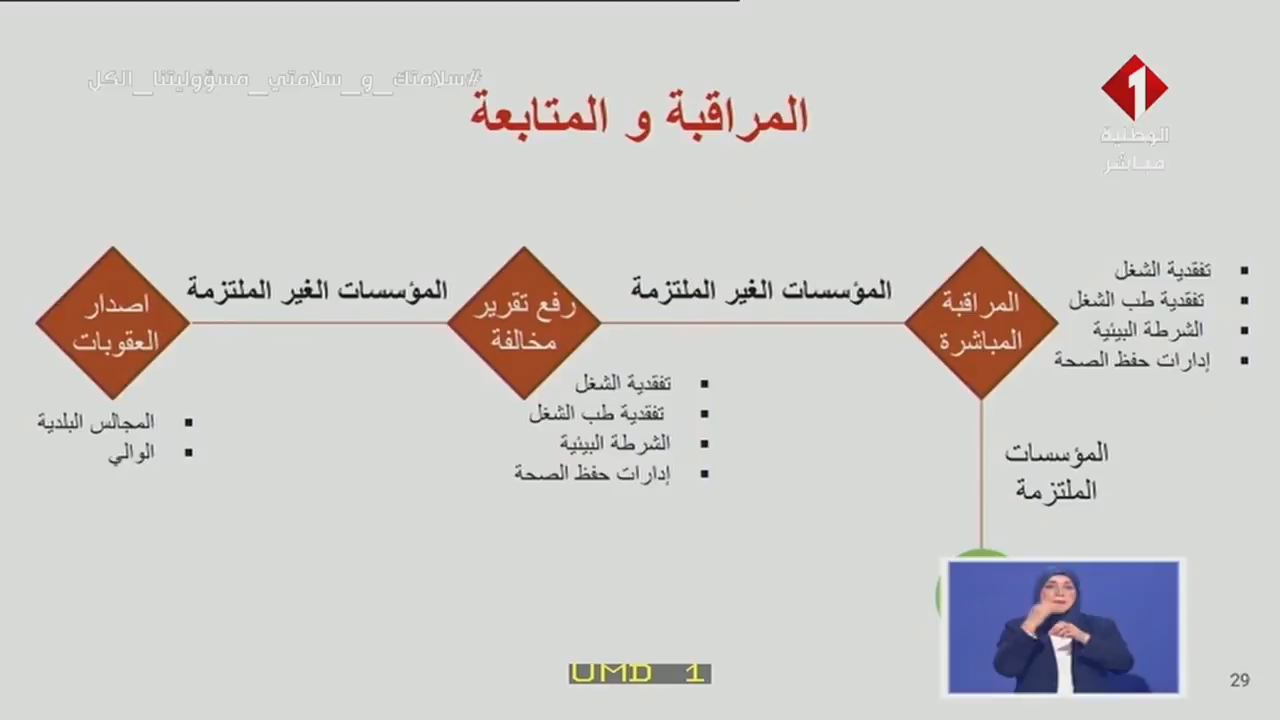 #سلامتك_و_سلامتي_مسؤوليتنا_الكل
1
الوطنية
مباشر
المراقبة و المتابعة
تفقدية الشغل
تفقدية طب الشغل
الشرطة البيئية
إدارات حفظ الصحة
المراقبة
المباشرة
المؤسسات الغير الملتزمة
رفع تقرير
مخالفة
تفقدية الشغل
تفقدية طب الشغل
الشرطة البيئية
إدارات حفظ الصحة
المؤسسات الغير الملتزمة
اصدار
العقوبات
المجالس البلدية
الوالي
المؤسسات
الملتزمة
UMD 1
29